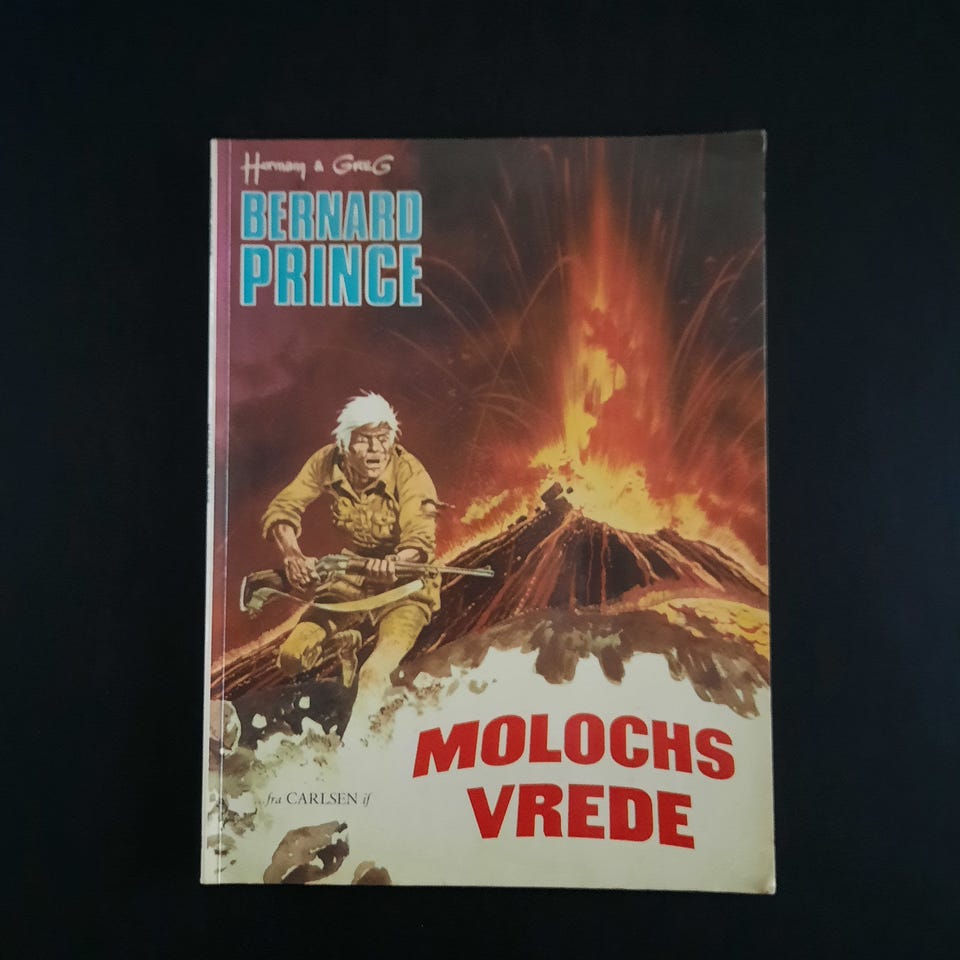 Hermann & GREG
BERNARD
PRINCE
MOLOCHS
VREDE
...fra CARLSEN if